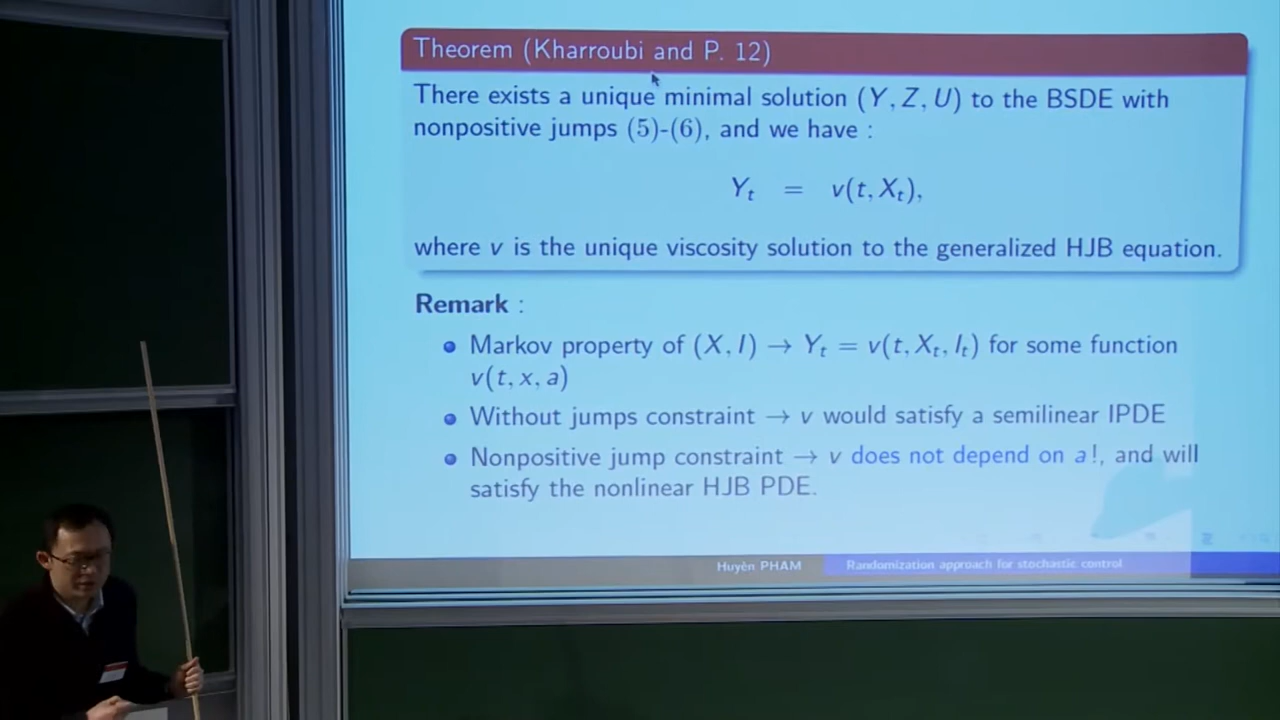 Theorem (Kharroubi and P. 12)
There exists a unique minimal solution (Y, Z, U) to the BSDE with
nonpositive jumps (5)-(6), and we have :
Y_t = v(t, X_t),
where v is the unique viscosity solution to the generalized HJB equation.
Remark :
Markov property of (X, I) → Y_t = v(t, X_t, I_t) for some function
v(t, x, a)
Without jumps constraint → v would satisfy a semilinear IPDE
Nonpositive jump constraint → v does not depend on a!, and will
satisfy the nonlinear HJB PDE.
Huyên PHAM Randomization approach for stochastic control